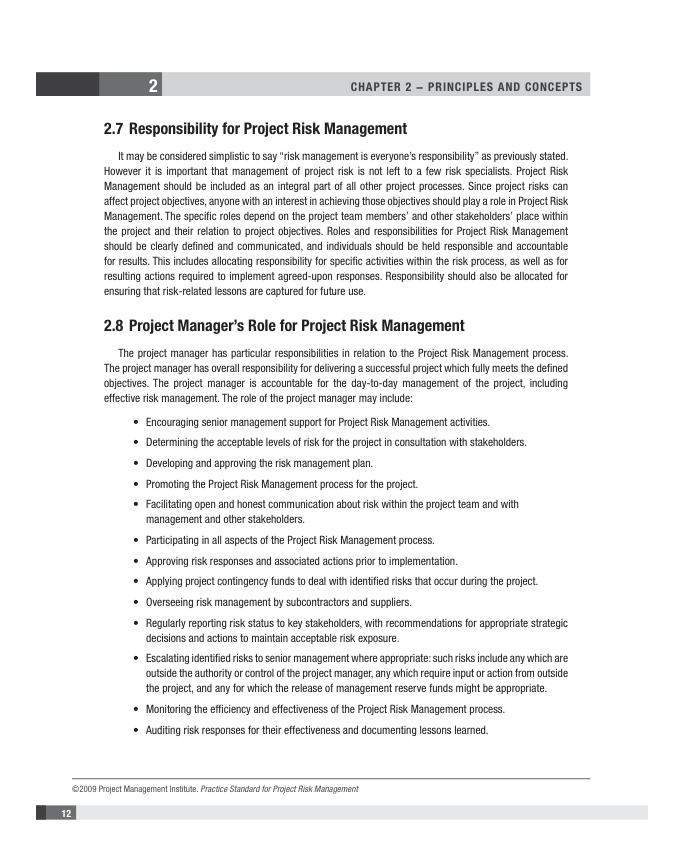 2
CHAPTER 2 – PRINCIPLES AND CONCEPTS
2.7 Responsibility for Project Risk Management
It may be considered simplistic to say “risk management is everyone’s responsibility” as previously stated.
However it is important that management of project risk is not left to a few risk specialists. Project Risk
Management should be included as an integral part of all other project processes. Since project risks can
affect project objectives, anyone with an interest in achieving those objectives should play a role in Project Risk
Management. The specific roles depend on the project team members’ and other stakeholders’ place within
the project and their relation to project objectives. Roles and responsibilities for Project Risk Management
should be clearly defined and communicated, and individuals should be held responsible and accountable
for results. This includes allocating responsibility for specific activities within the risk process, as well as for
resulting actions required to implement agreed-upon responses. Responsibility should also be allocated for
ensuring that risk-related lessons are captured for future use.
2.8 Project Manager’s Role for Project Risk Management
The project manager has particular responsibilities in relation to the Project Risk Management process.
The project manager has overall responsibility for delivering a successful project which fully meets the defined
objectives. The project manager is accountable for the day-to-day management of the project, including
effective risk management. The role of the project manager may include:
• Encouraging senior management support for Project Risk Management activities.
• Determining the acceptable levels of risk for the project in consultation with stakeholders.
• Developing and approving the risk management plan.
• Promoting the Project Risk Management process for the project.
• Facilitating open and honest communication about risk within the project team and with
management and other stakeholders.
• Participating in all aspects of the Project Risk Management process.
• Approving risk responses and associated actions prior to implementation.
• Applying project contingency funds to deal with identified risks that occur during the project.
• Overseeing risk management by subcontractors and suppliers.
• Regularly reporting risk status to key stakeholders, with recommendations for appropriate strategic
decisions and actions to maintain acceptable risk exposure.
• Escalating identified risks to senior management where appropriate: such risks include any which are
outside the authority or control of the project manager, any which require input or action from outside
the project, and any for which the release of management reserve funds might be appropriate.
• Monitoring the efficiency and effectiveness of the Project Risk Management process.
• Auditing risk responses for their effectiveness and documenting lessons learned.
©2009 Project Management Institute. Practice Standard for Project Risk Management
12